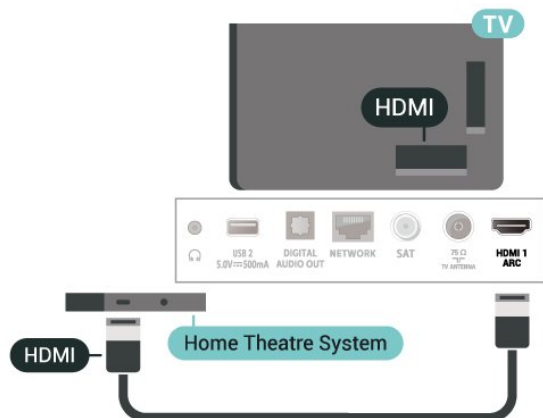 TV
HDMI
USB 2
5.0V⎓500mA
DIGITAL
AUDIO OUT
NETWORK
SAT
75 Ω
TV ANTENNA
HDMI 1
ARC
Home Theatre System
HDMI